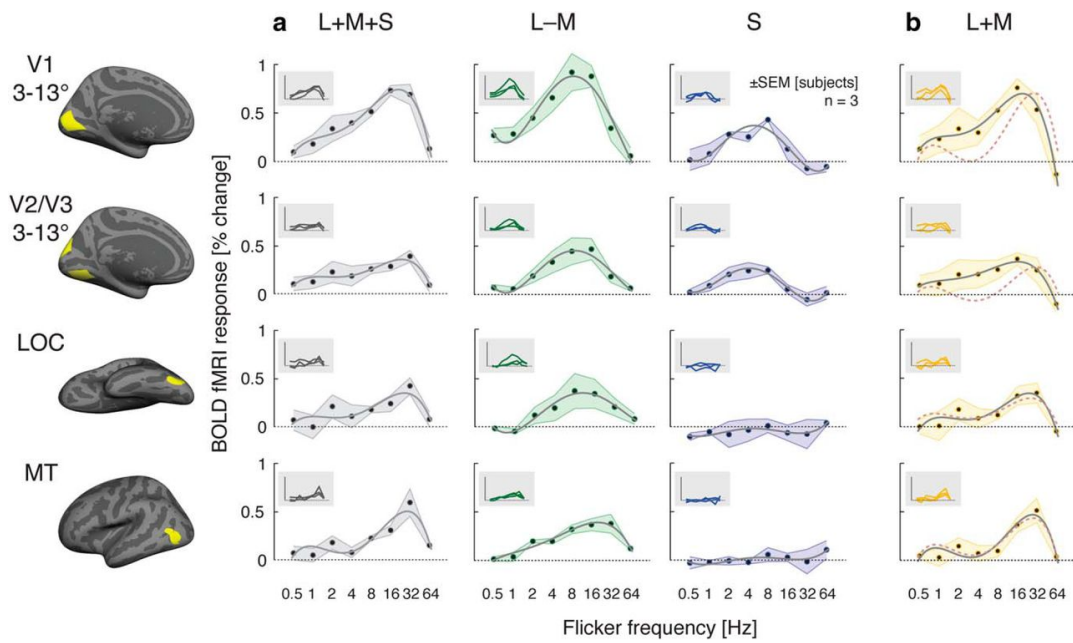 a L+M+S L–M S b L+M
V1
3-13°
1
0.5
0
±SEM [subjects]
n = 3
V2/V3
3-13°
1
0.5
0
LOC
1
0.5
0
MT
1
0.5
0
BOLD fMRI response [% change]
0.5 1 2 4 8 16 32 64 0.5 1 2 4 8 16 32 64 0.5 1 2 4 8 16 32 64 0.5 1 2 4 8 16 32 64
Flicker frequency [Hz]